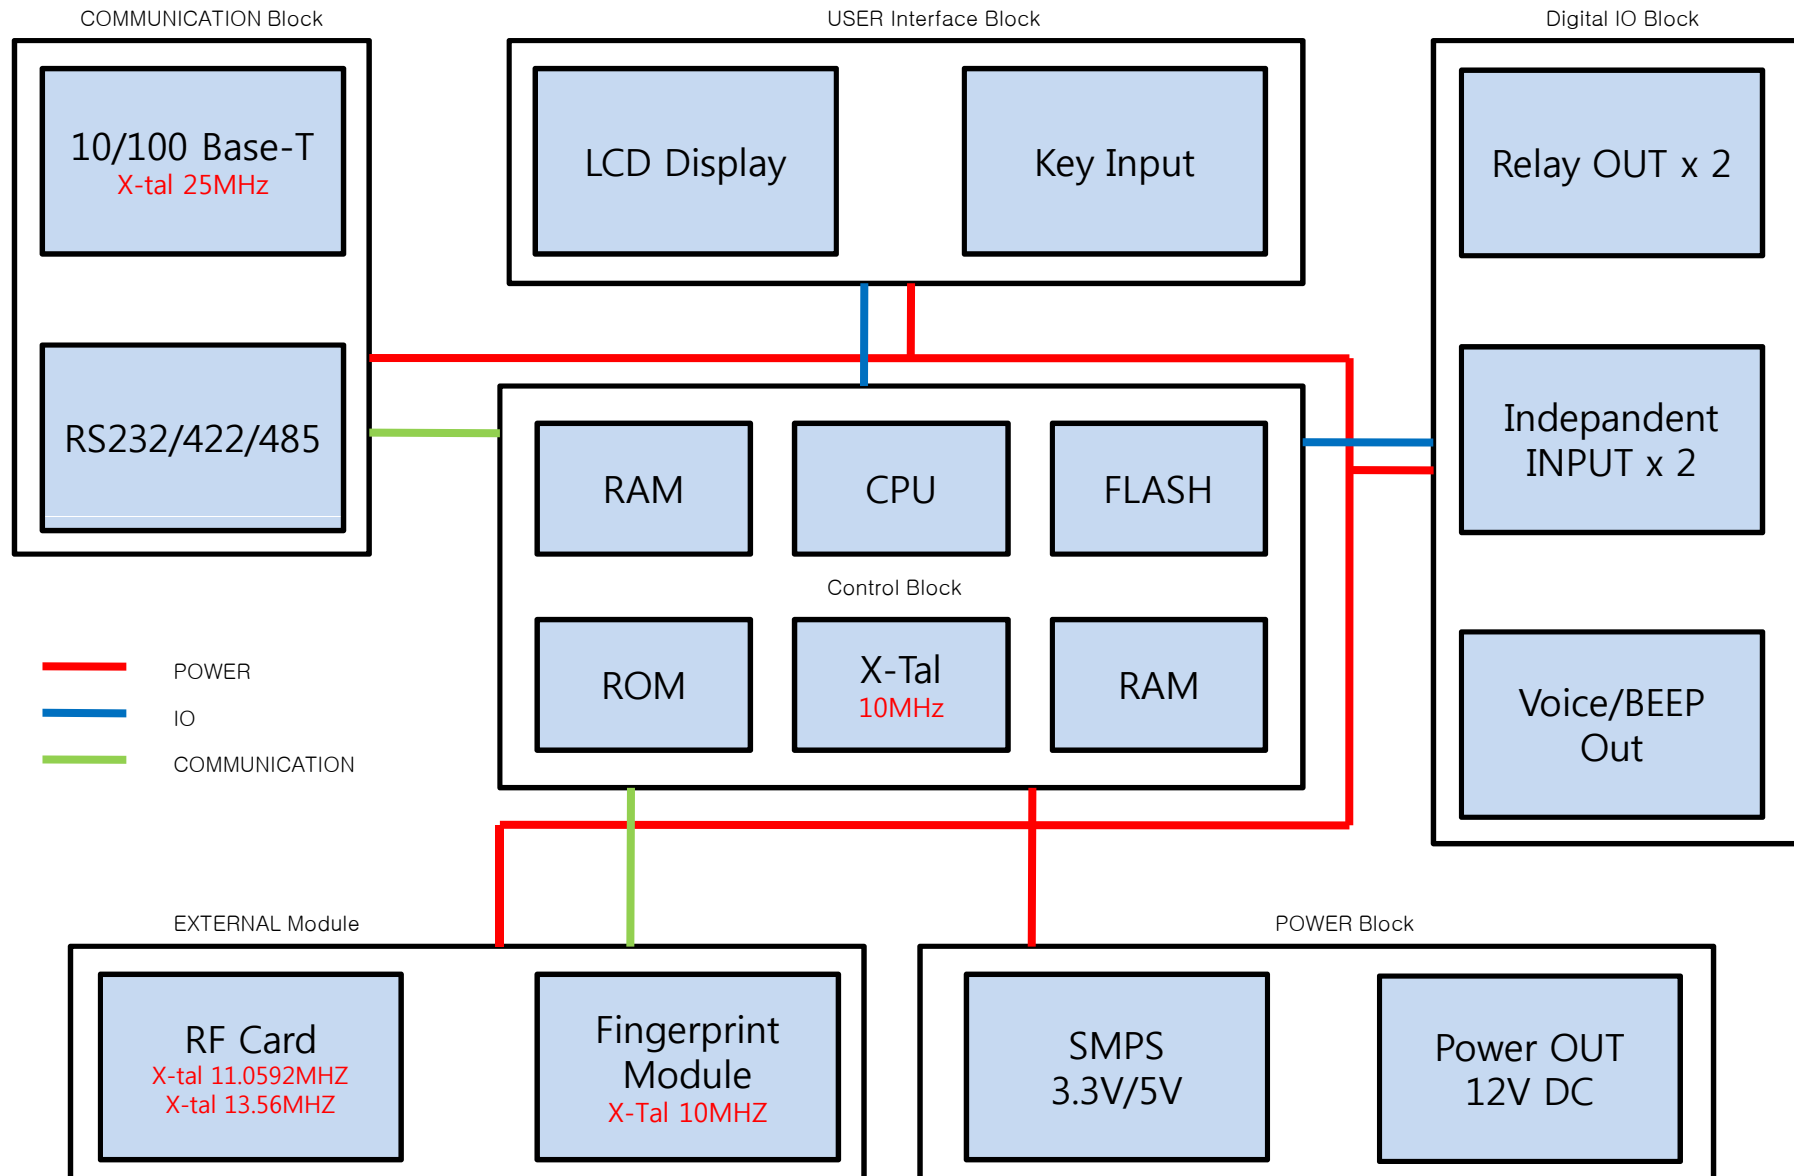 COMMUNICATION Block
USER Interface Block
Digital IO Block
10/100 Base-T
X-tal 25MHz
LCD Display
Key Input
Relay OUT x 2
RS232/422/485
Indepandent
INPUT x 2
RAM
CPU
FLASH
Control Block
ROM
X-Tal
10MHz
RAM
Voice/BEEP
Out
POWER
IO
COMMUNICATION
EXTERNAL Module
POWER Block
RF Card
X-tal 11.0592MHZ
X-tal 13.56MHZ
Fingerprint
Module
X-Tal 10MHZ
SMPS
3.3V/5V
Power OUT
12V DC